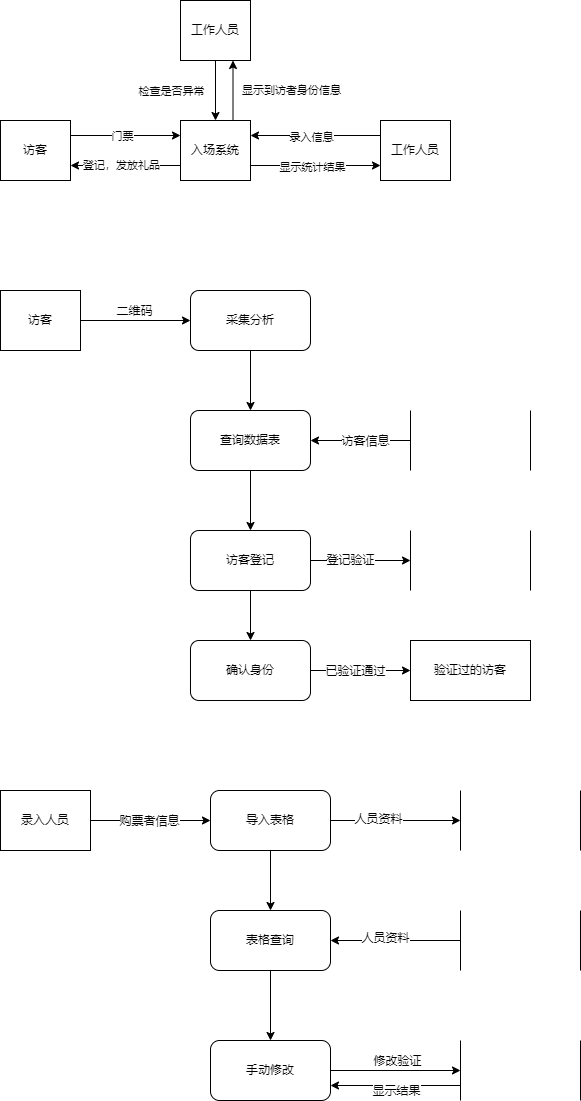 工作人员
检查是否异常
显示到访者身份信息
访客
门票
登记，发放礼品
入场系统
录入信息
显示统计结果
工作人员
访客
二维码
采集分析
查询数据表
访客信息
访客登记
登记验证
确认身份
已验证通过
验证过的访客
录入人员
购票者信息
导入表格
人员资料
表格查询
人员资料
手动修改
修改验证
显示结果